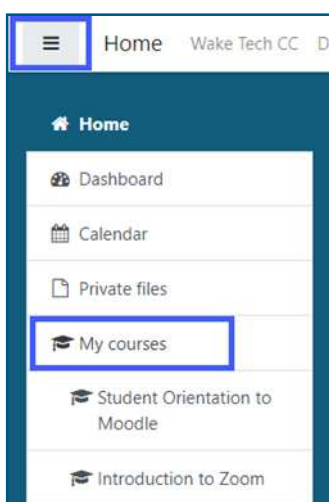 Home Wake Tech CC D
Home
Dashboard
Calendar
Private files
My courses
Student Orientation to
Moodle
Introduction to Zoom